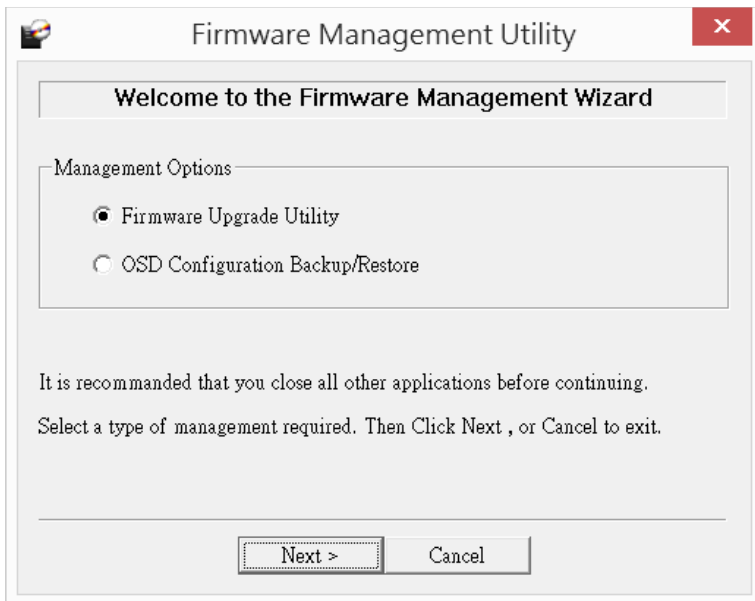 Firmware Management Utility
Welcome to the Firmware Management Wizard
Management Options
Firmware Upgrade Utility
OSD Configuration Backup/Restore
It is recommanded that you close all other applications before continuing.
Select a type of management required. Then Click Next , or Cancel to exit.
Next >
Cancel